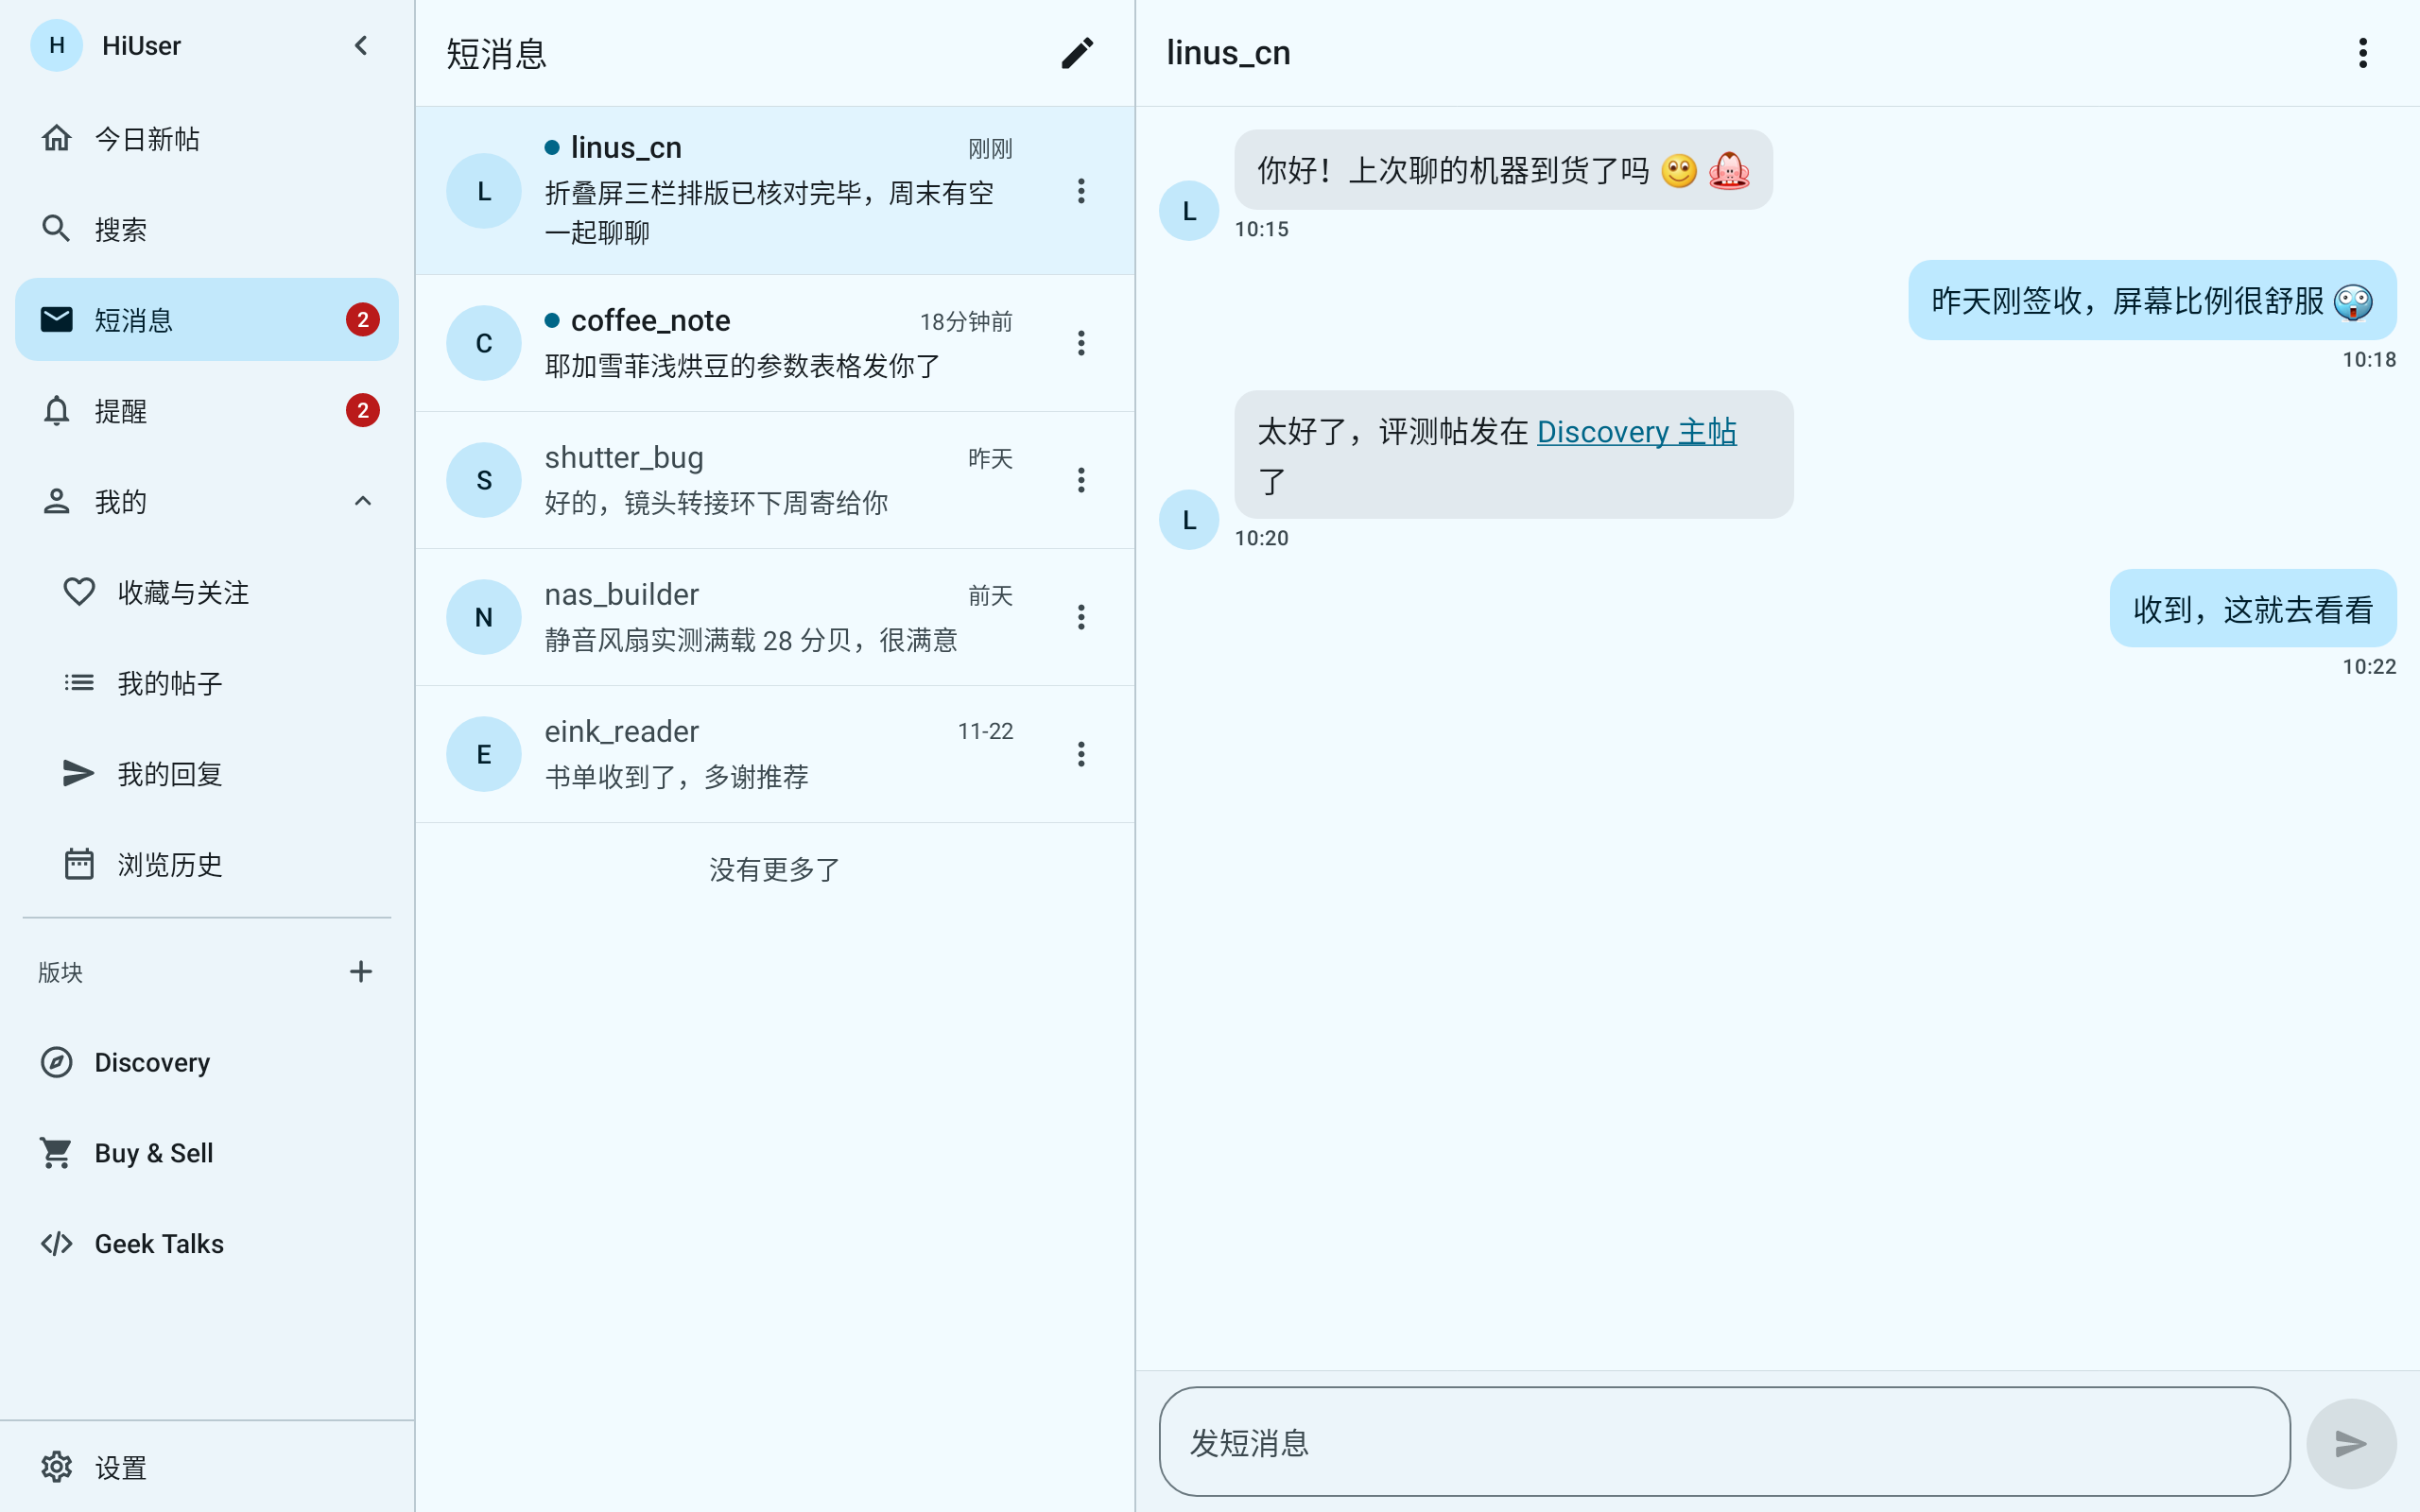 H
HiUser
今日新帖
搜索
短消息
2
提醒
2
我的
收藏与关注
我的帖子
我的回复
浏览历史
版块
Discovery
Buy & Sell
Geek Talks
设置
短消息
L
linus_cn
刚刚
折叠屏三栏排版已核对完毕，周末有空
一起聊聊
C
coffee_note
18分钟前
耶加雪菲浅烘豆的参数表格发你了
S
shutter_bug
昨天
好的，镜头转接环下周寄给你
N
nas_builder
前天
静音风扇实测满载 28 分贝，很满意
E
eink_reader
11-22
书单收到了，多谢推荐
没有更多了
linus_cn
你好！上次聊的机器到货了吗
L
10:15
昨天刚签收，屏幕比例很舒服
10:18
太好了，评测帖发在 Discovery 主帖
了
L
10:20
收到，这就去看看
10:22
发短消息